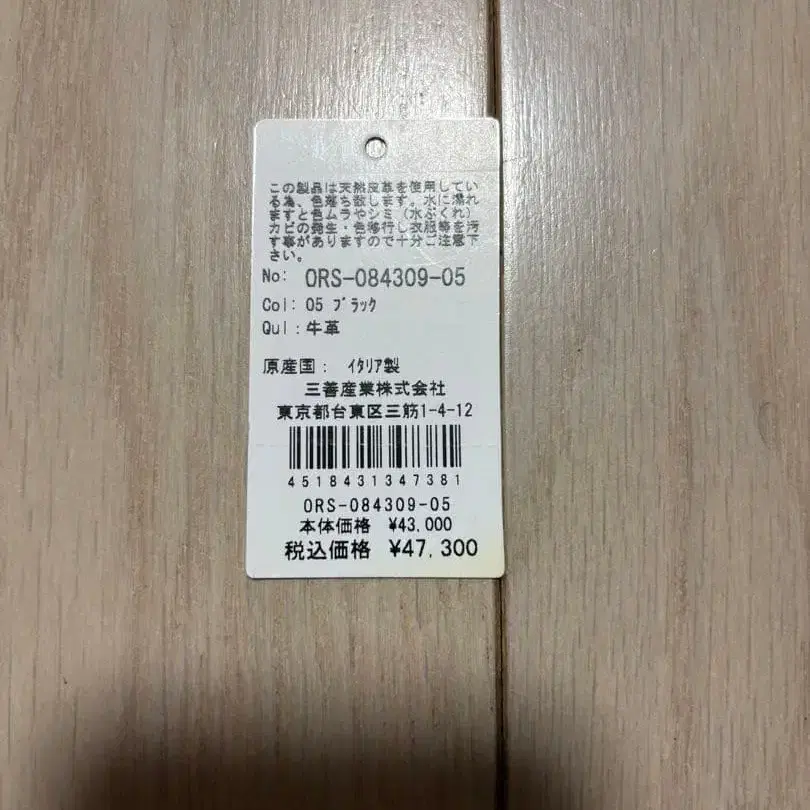 この製品は天然皮革を使用してい
る為、色落ち致します。水に濡れ
ますと色ムラやシミ（水ぶくれ）
カビの発生・色移行し衣服等を汚
す事がありますので十分ご注意下
さい。
No: ORS-084309-05
Col: 05 ブラック
Qul : 牛革
原産国： イタリア製
三善産業株式会社
東京都台東区三筋1-4-12
4518431347381
ORS-084309-05
本体価格 ¥43,000
税込価格 ¥47,300